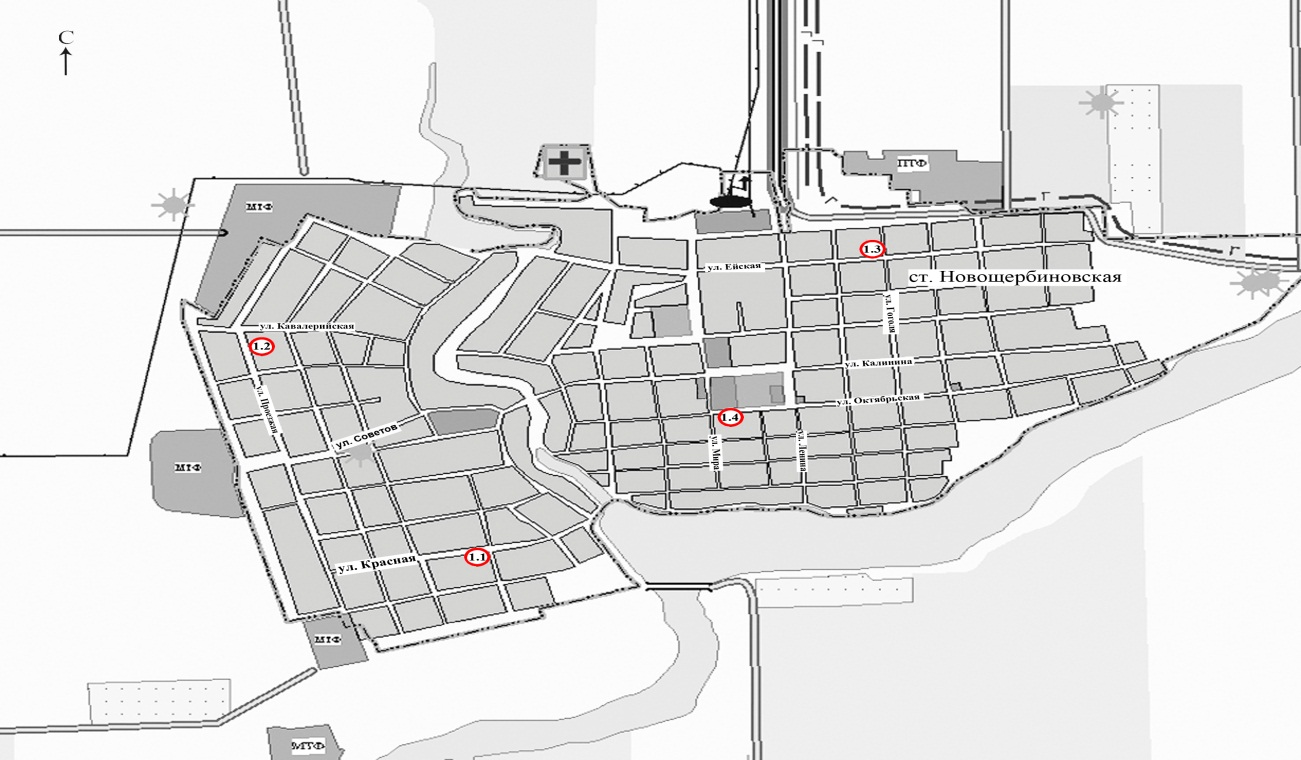 С
ПТФ
МТФ
1.3
ул. Ейская
ст. Новощербиновская
ул. Гоголя
ул. Кавалерийская
1.2
ул. Калинина
ул. Проезжая
ул. Октябрьская
1.4
ул. Советов
ул. Мира
ул. Ленина
МТФ
1.1
ул. Красная
МТФ
МТФ